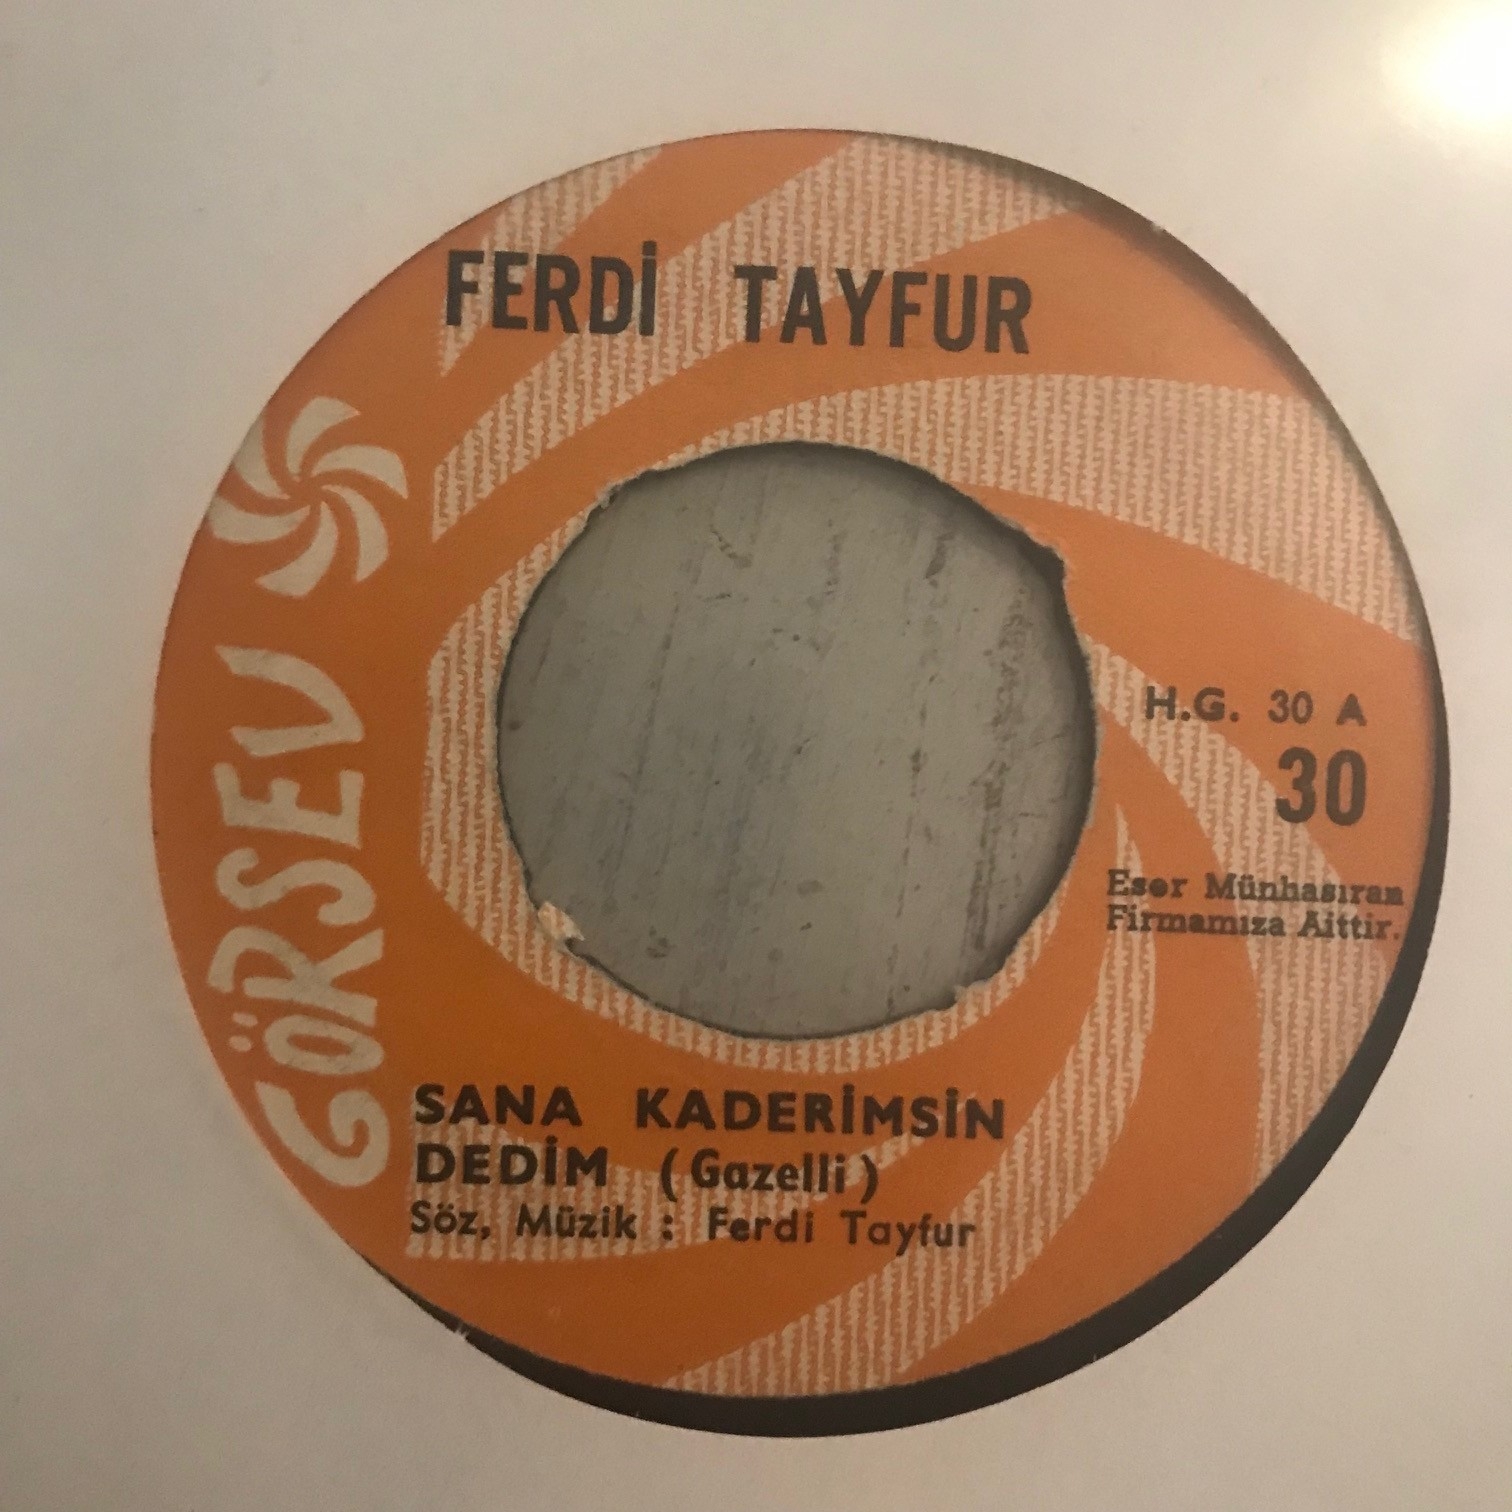 FERDİ TAYFUR
GÖRSEV
H.G. 30 A
30
Eser Münhasıran
Firmamıza Aittir.
SANA KADERİMSİN
DEDİM (Gazelli)
Söz, Müzik : Ferdi Tayfur